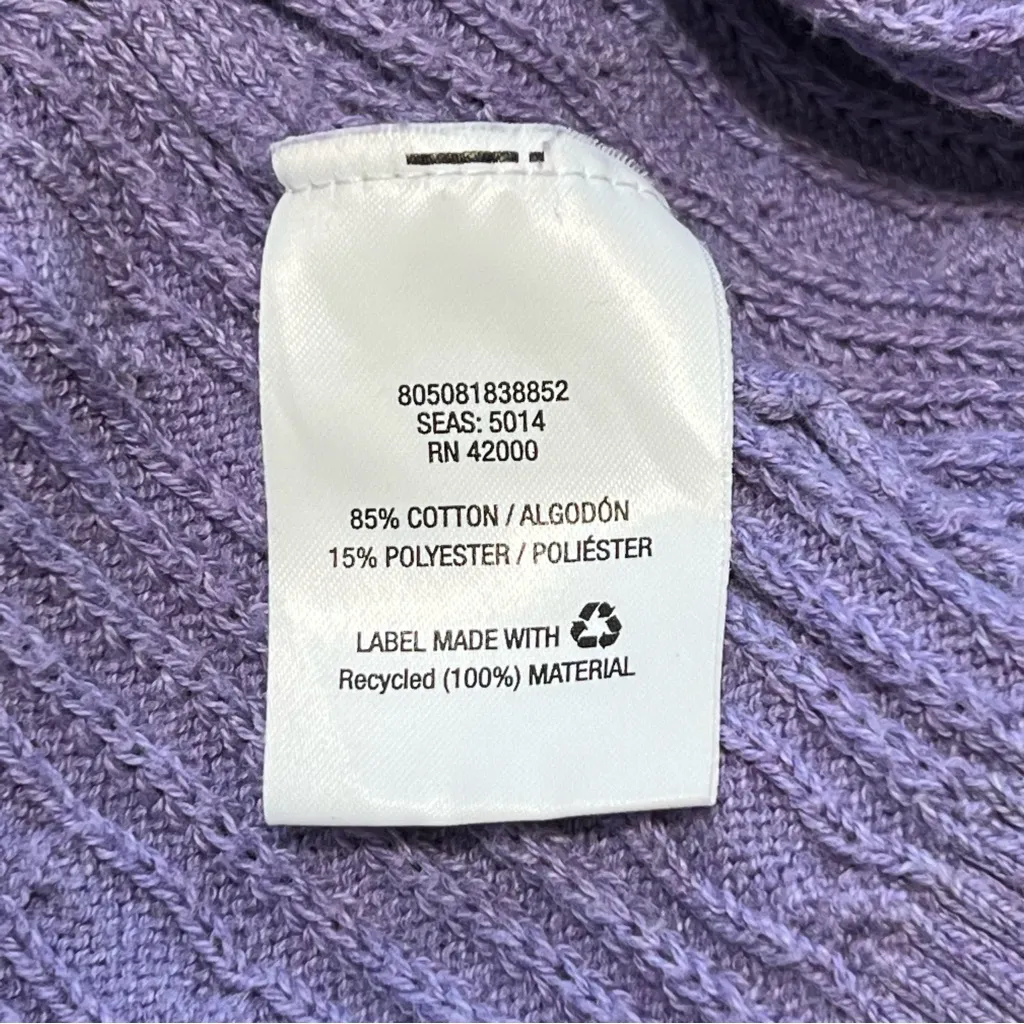 805081838852
SEAS: 5014
RN 42000
85% COTTON / ALGODÓN
15% POLYESTER / POLIÉSTER
LABEL MADE WITH
Recycled (100%) MATERIAL